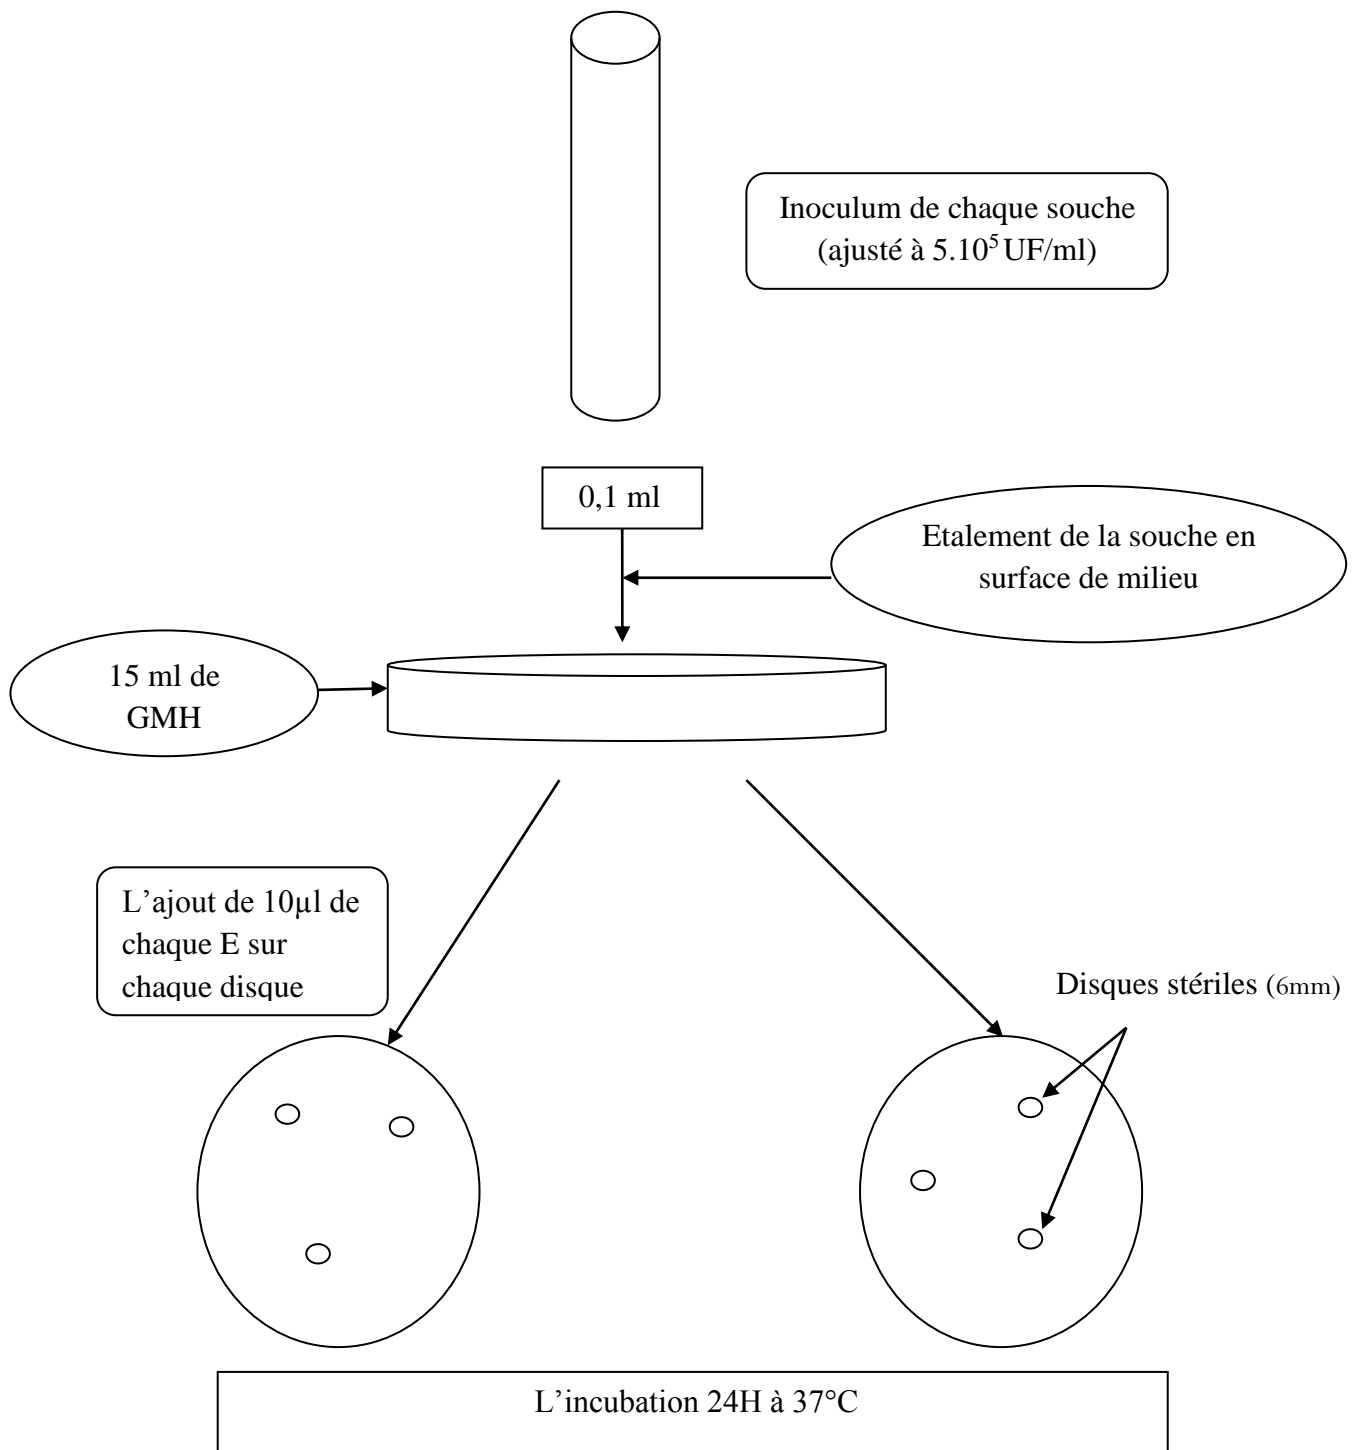 Inoculum de chaque souche
(ajusté à 5.10⁵ UF/ml)
0,1 ml
Etalement de la souche en
surface de milieu
15 ml de
GMH
L’ajout de 10µl de
chaque E sur
chaque disque
Disques stériles (6mm)
L’incubation 24H à 37°C